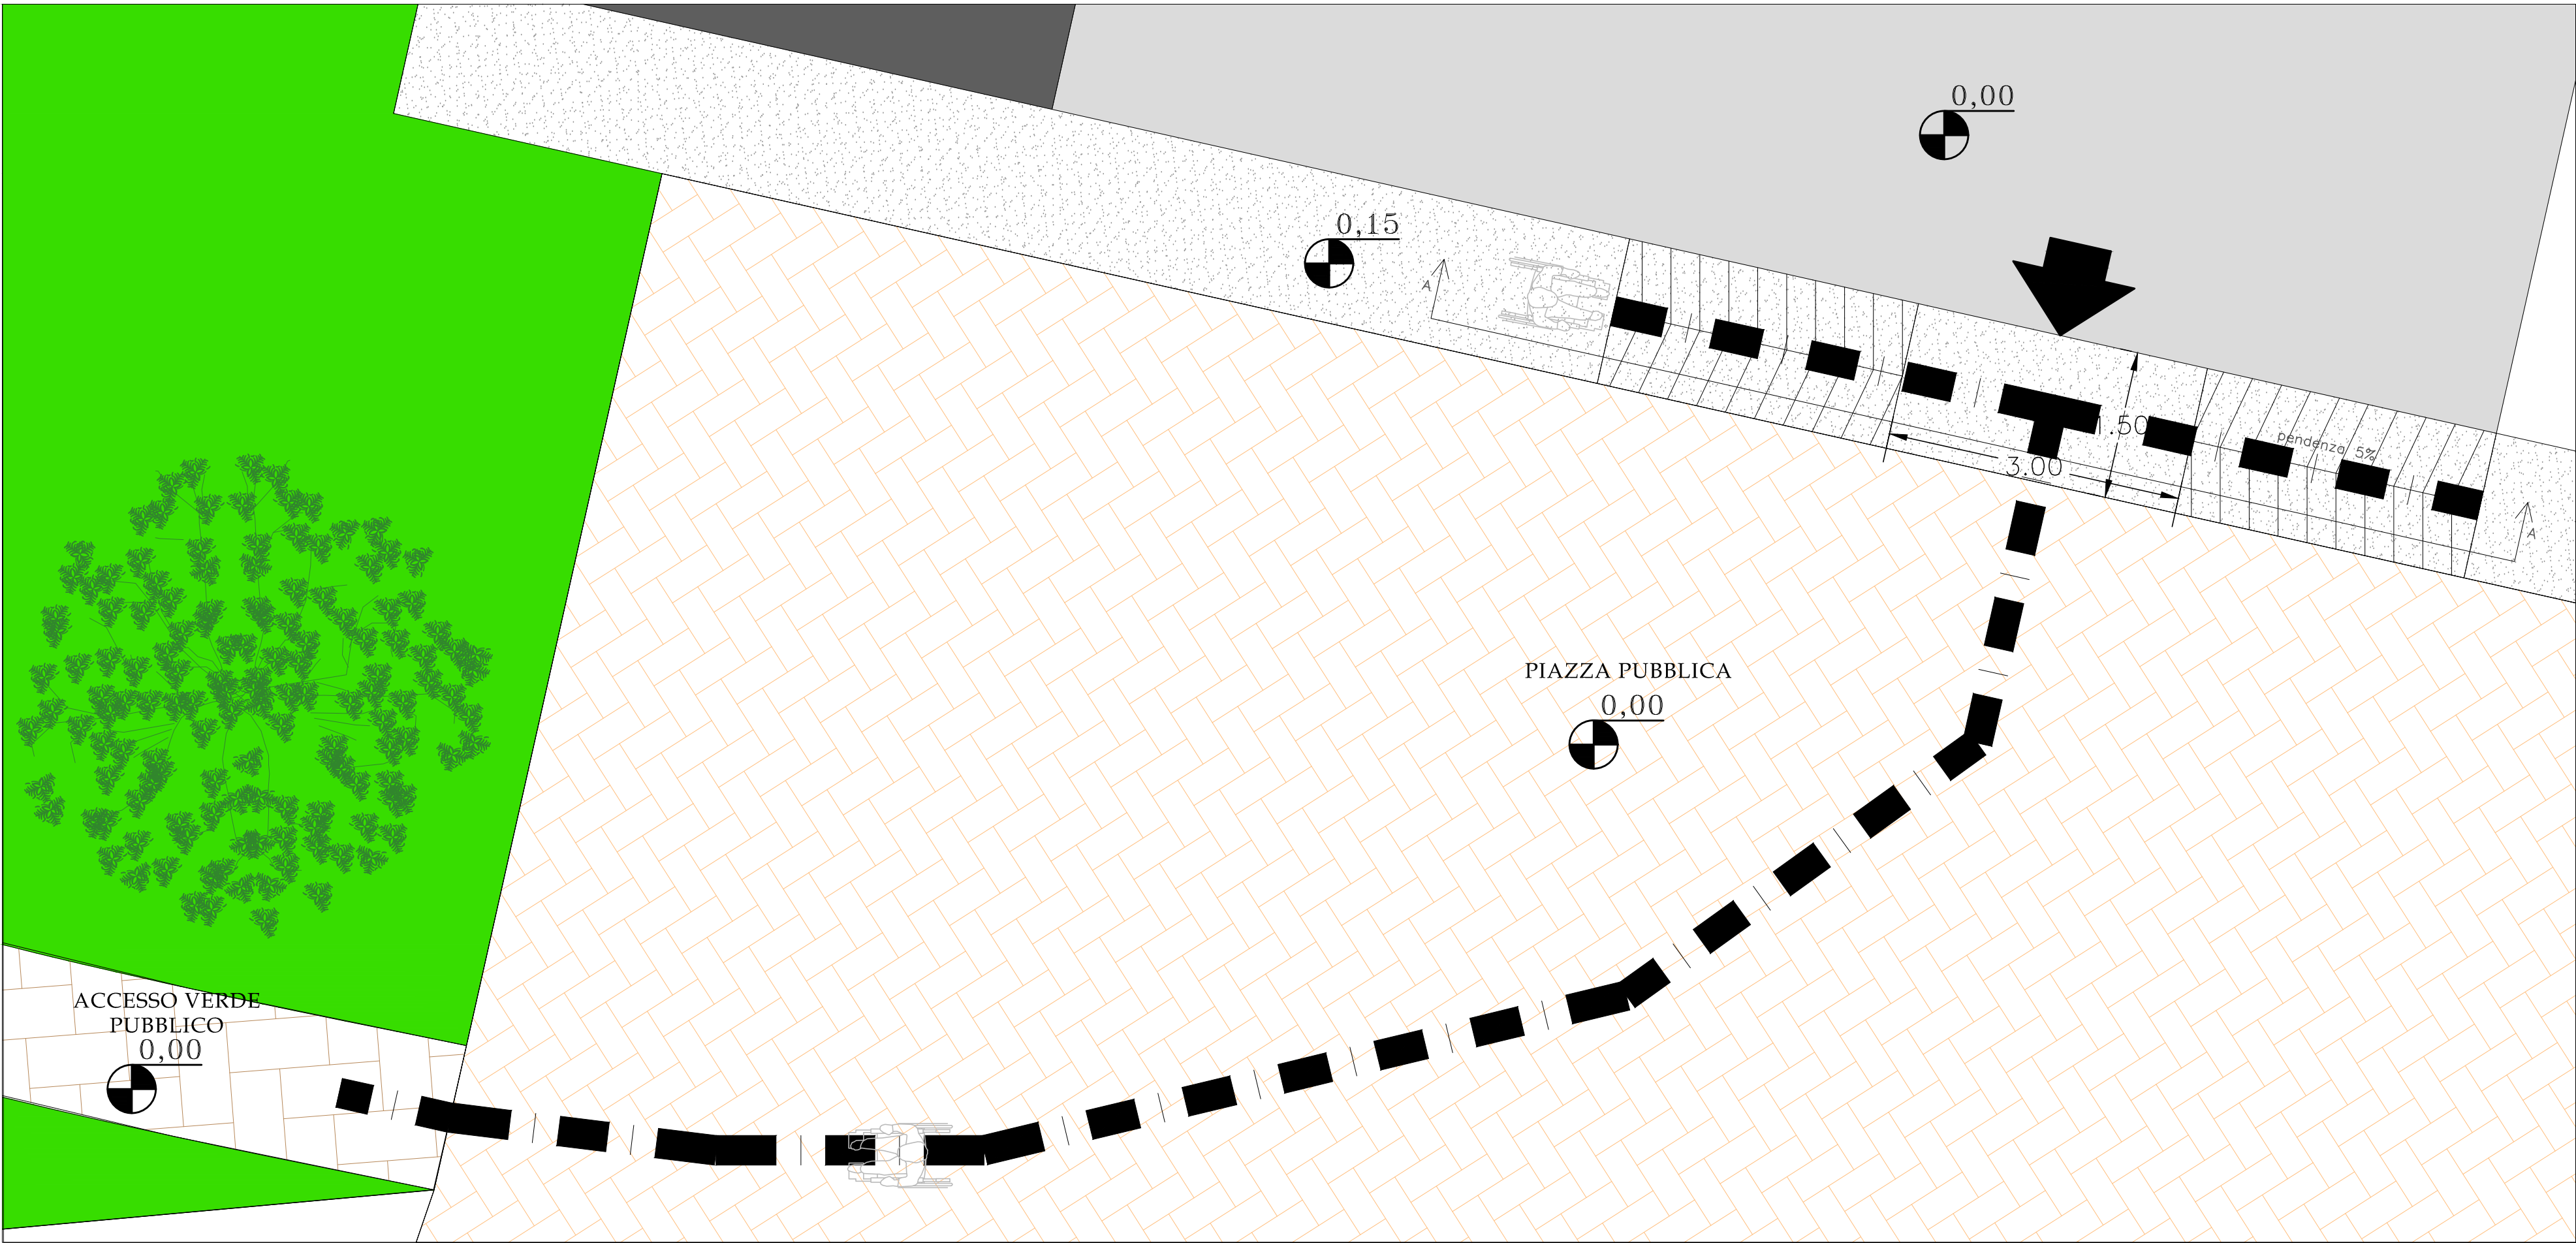 0,00
0,15
A
1.50
pendenza 5%
3.00
A
PIAZZA PUBBLICA
0,00
ACCESSO VERDE
PUBBLICO
0,00